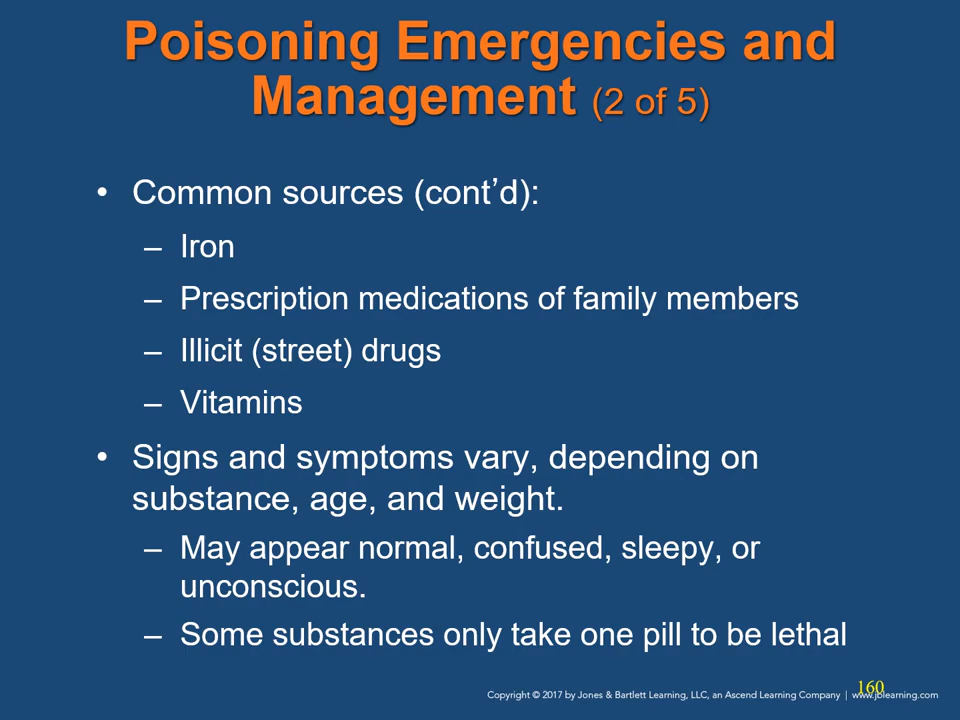 Poisoning Emergencies and
Management (2 of 5)
• Common sources (cont’d):
– Iron
– Prescription medications of family members
– Illicit (street) drugs
– Vitamins
• Signs and symptoms vary, depending on
substance, age, and weight.
– May appear normal, confused, sleepy, or
unconscious.
– Some substances only take one pill to be lethal
160
Copyright © 2017 by Jones & Bartlett Learning, LLC, an Ascend Learning Company | www.jblearning.com